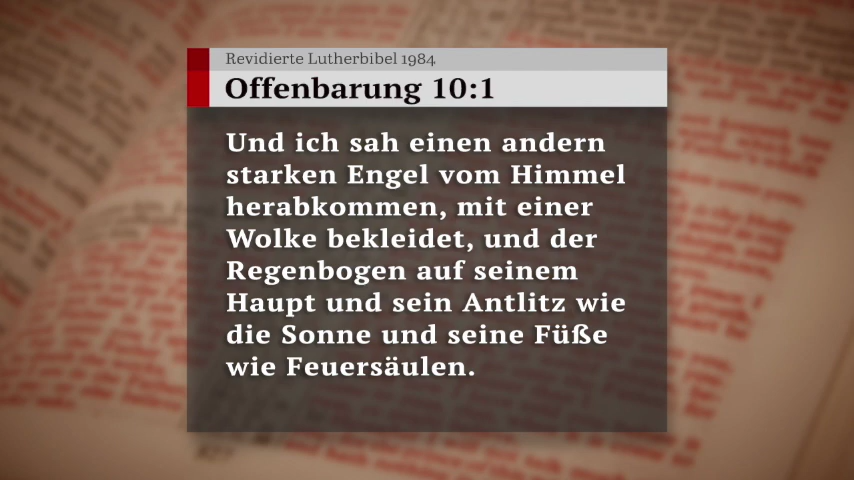 Revidierte Lutherbibel 1984
Offenbarung 10:1
Und ich sah einen andern
starken Engel vom Himmel
herabkommen, mit einer
Wolke bekleidet, und der
Regenbogen auf seinem
Haupt und sein Antlitz wie
die Sonne und seine Füße
wie Feuersäulen.